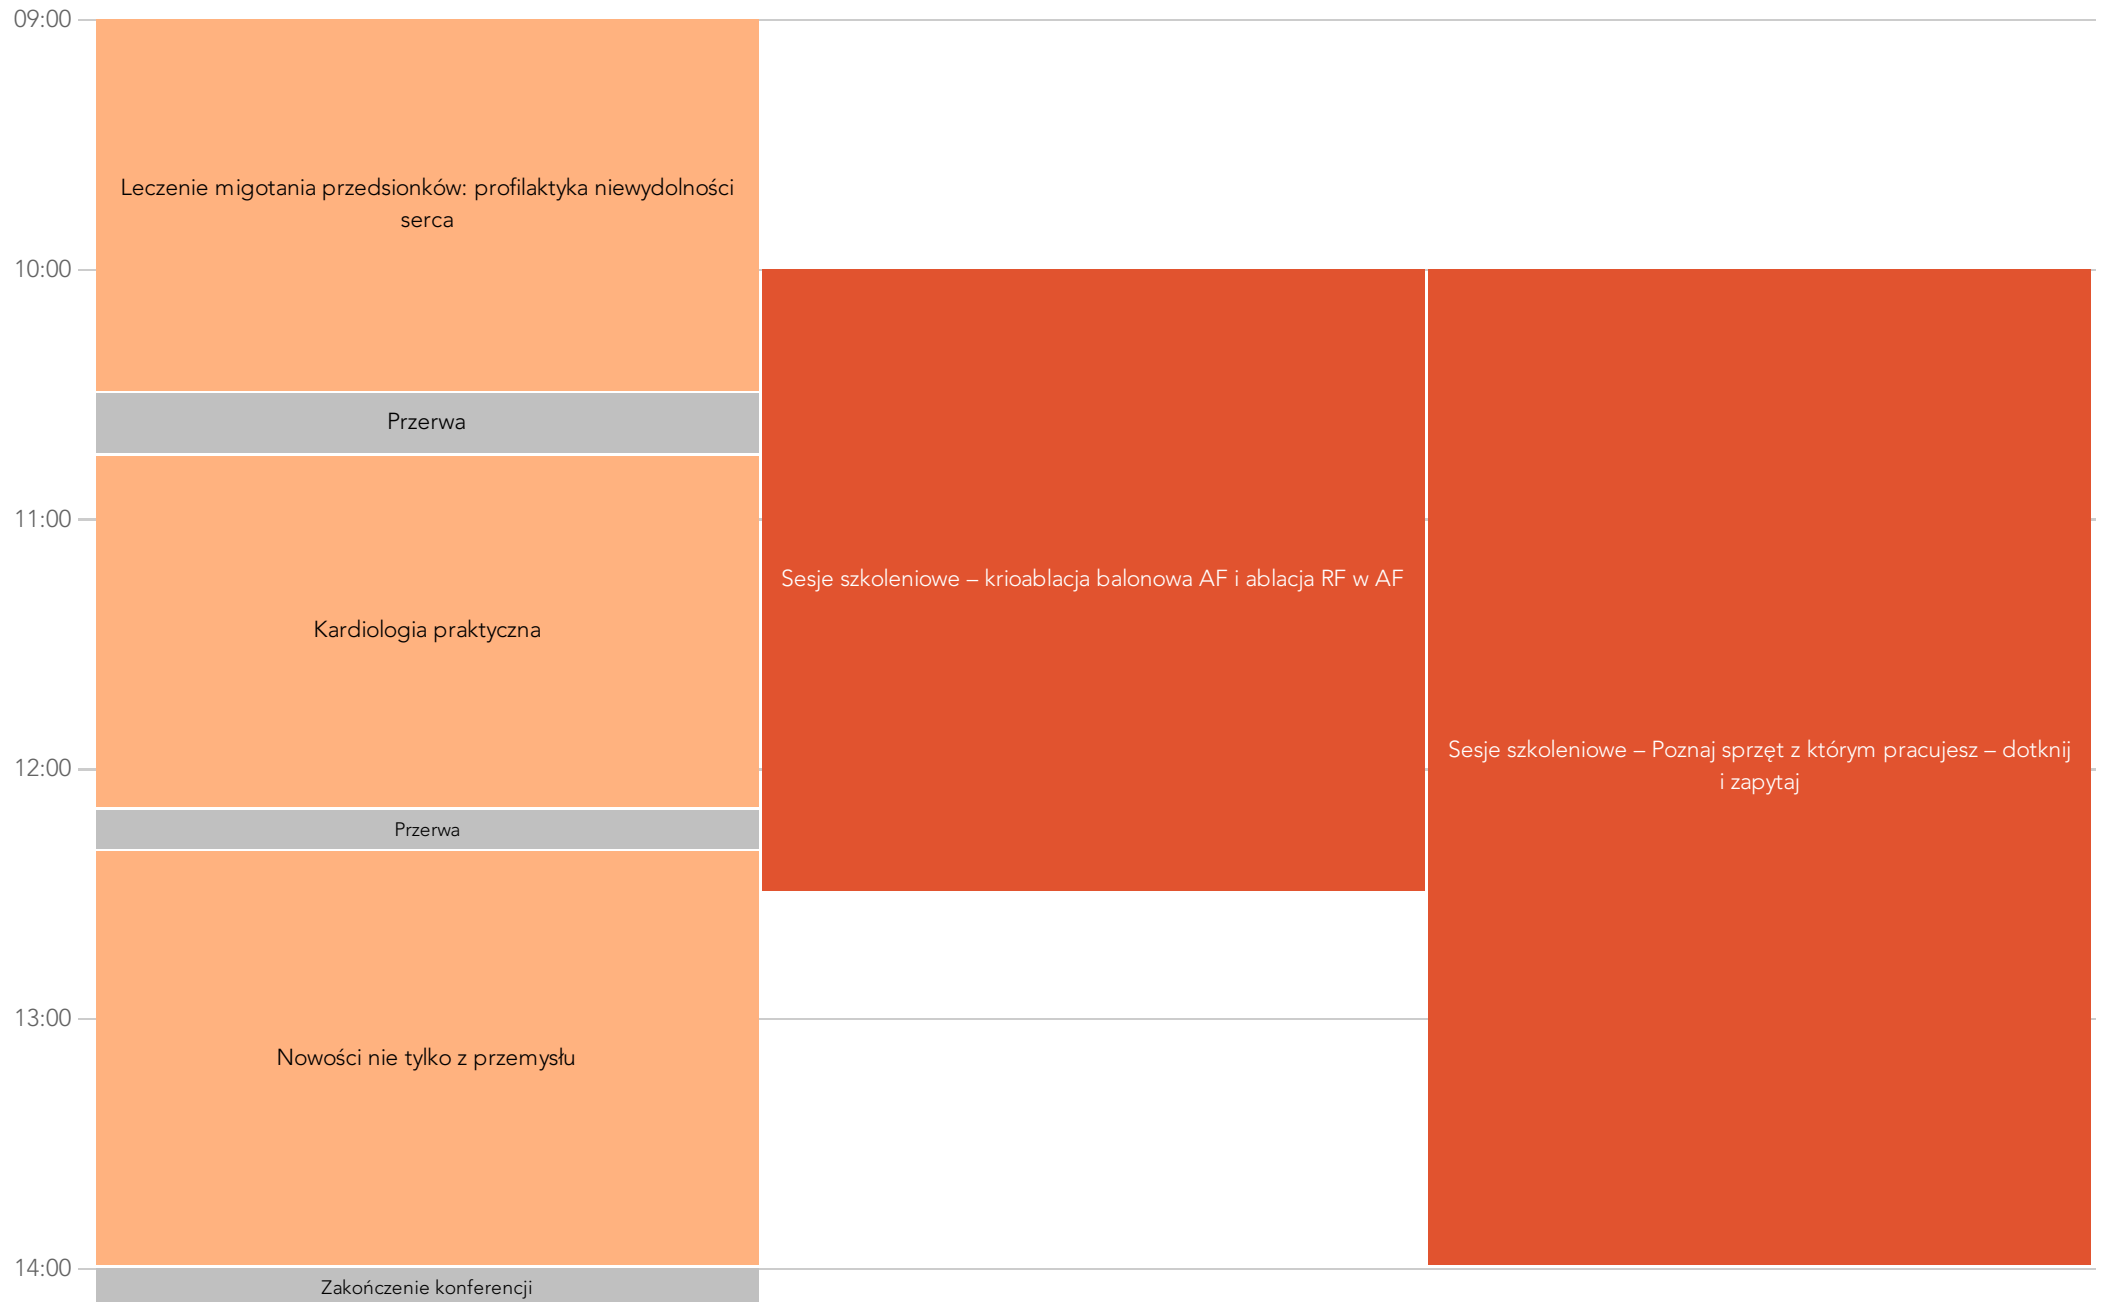 09:00
Leczenie migotania przedsionków: profilaktyka niewydolności
serca
10:00
Przerwa
11:00
Sesje szkoleniowe – krioablacja balonowa AF i ablacja RF w AF
Kardiologia praktyczna
12:00
Sesje szkoleniowe – Poznaj sprzęt z którym pracujesz – dotknij
i zapytaj
Przerwa
13:00
Nowości nie tylko z przemysłu
14:00
Zakończenie konferencji